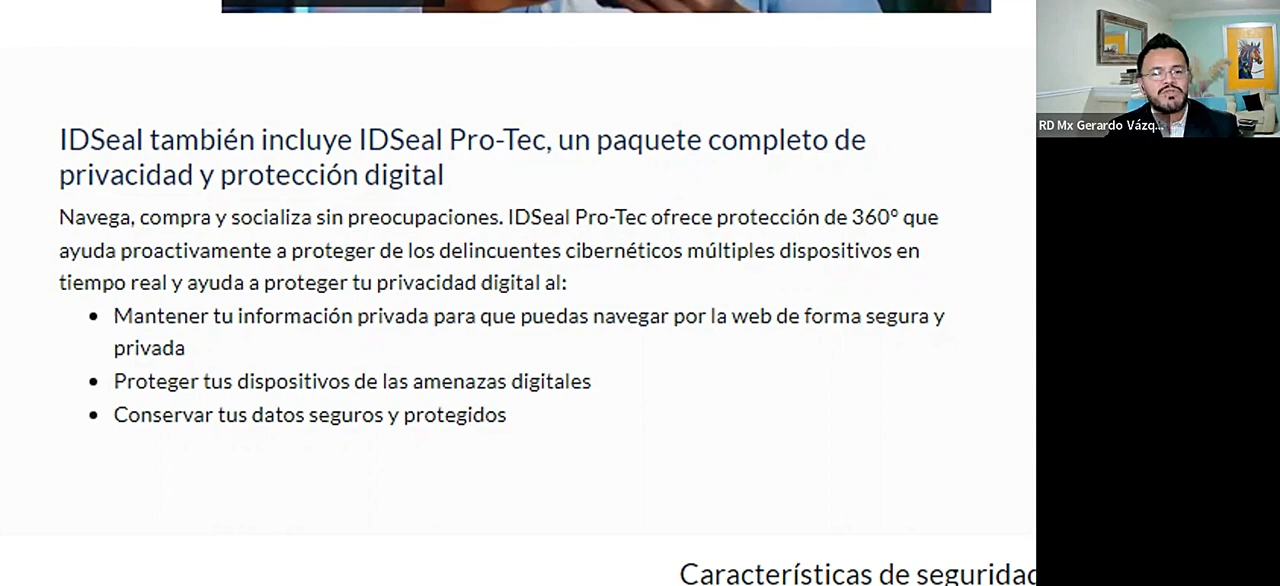 IDSeal también incluye IDSeal Pro-Tec, un paquete completo de
privacidad y protección digital
Navega, compra y socializa sin preocupaciones. IDSeal Pro-Tec ofrece protección de 360º que
ayuda proactivamente a proteger de los delincuentes cibernéticos múltiples dispositivos en
tiempo real y ayuda a proteger tu privacidad digital al:
• Mantener tu información privada para que puedas navegar por la web de forma segura y
privada
• Proteger tus dispositivos de las amenazas digitales
• Conservar tus datos seguros y protegidos
Características de seguridad
RD Mx Gerardo Vázq...